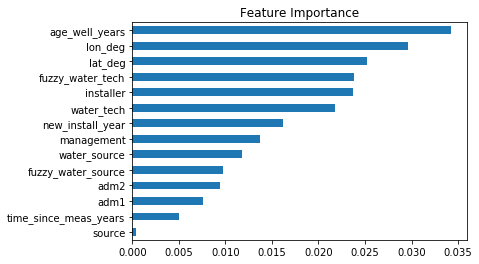 Feature Importance
age_well_years
lon_deg
lat_deg
fuzzy_water_tech
installer
water_tech
new_install_year
management
water_source
fuzzy_water_source
adm2
adm1
time_since_meas_years
source
0.000 0.005 0.010 0.015 0.020 0.025 0.030 0.035